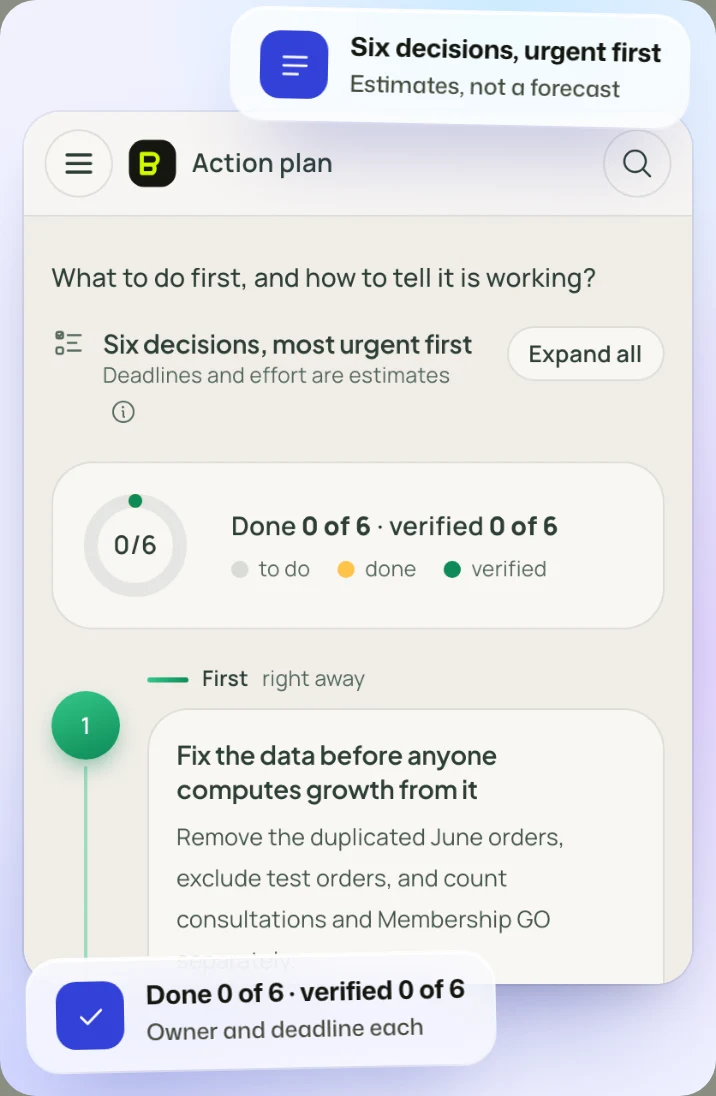 Six decisions, urgent first
Estimates, not a forecast
Action plan
What to do first, and how to tell it is working?
Six decisions, most urgent first
Deadlines and effort are estimates
Expand all
0/6
Done 0 of 6 · verified 0 of 6
to do
done
verified
First right away
1
Fix the data before anyone
computes growth from it
Remove the duplicated June orders,
exclude test orders, and count
consultations and Membership GO
separately.
Done 0 of 6 · verified 0 of 6
Owner and deadline each